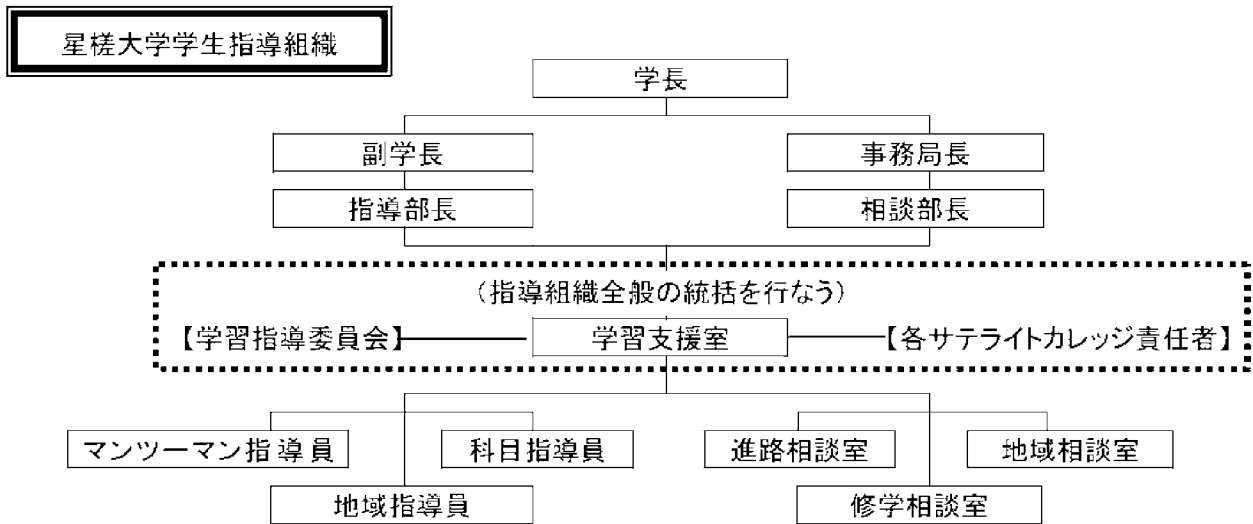 星槎大学学生指導組織
学長
副学長
事務局長
指導部長
相談部長
（指導組織全般の統括を行なう）
【学習指導委員会】
学習支援室
【各サテライトカレッジ責任者】
マンツーマン指導員
科目指導員
進路相談室
地域相談室
地域指導員
修学相談室